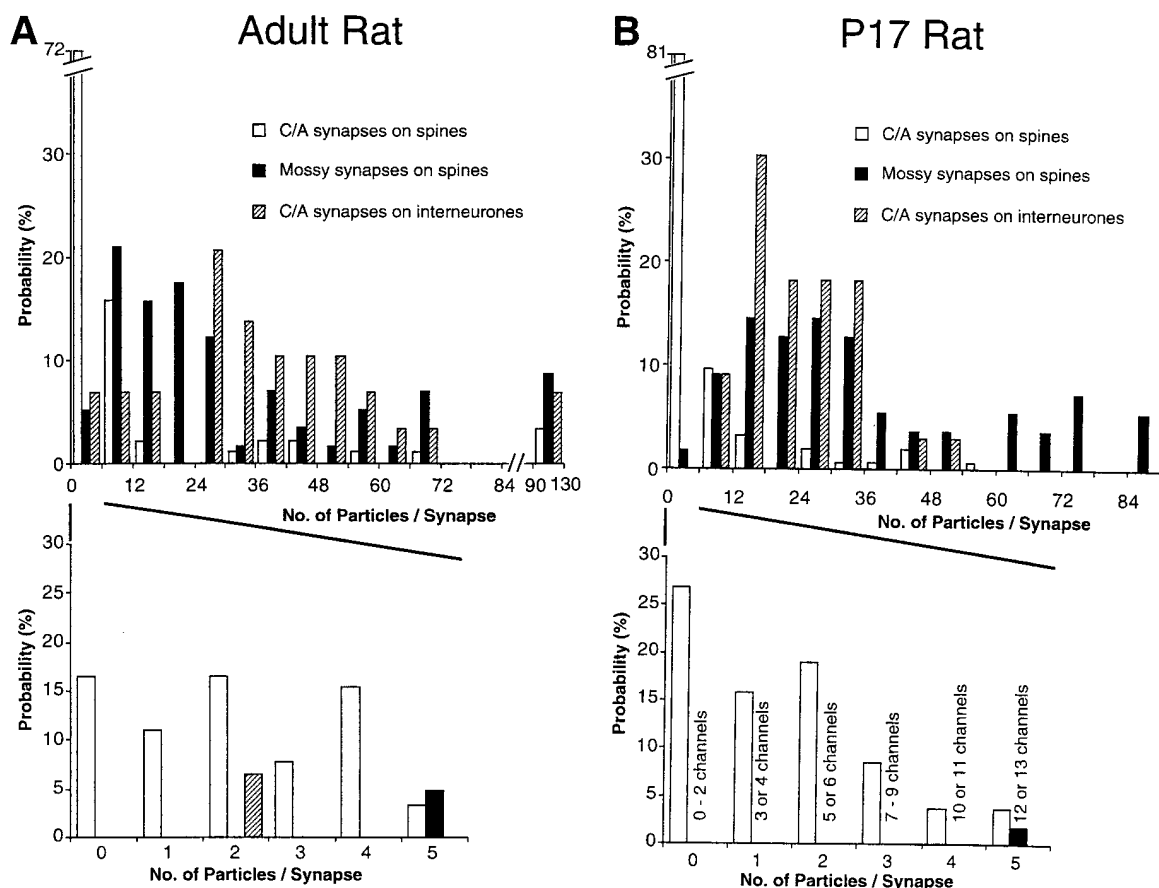 A
Adult Rat
72
30
20
10
0
Probability (%)
C/A synapses on spines
Mossy synapses on spines
C/A synapses on interneurones
0 12 24 36 48 60 72 84 90 130
No. of Particles / Synapse
30
25
20
15
10
5
0
Probability (%)
0 1 2 3 4 5
No. of Particles / Synapse
B
P17 Rat
81
30
20
10
0
Probability (%)
C/A synapses on spines
Mossy synapses on spines
C/A synapses on interneurones
0 12 24 36 48 60 72 84
No. of Particles / Synapse
30
25
20
15
10
5
0
Probability (%)
0 - 2 channels
3 or 4 channels
5 or 6 channels
7 - 9 channels
10 or 11 channels
12 or 13 channels
0 1 2 3 4 5
No. of Particles / Synapse